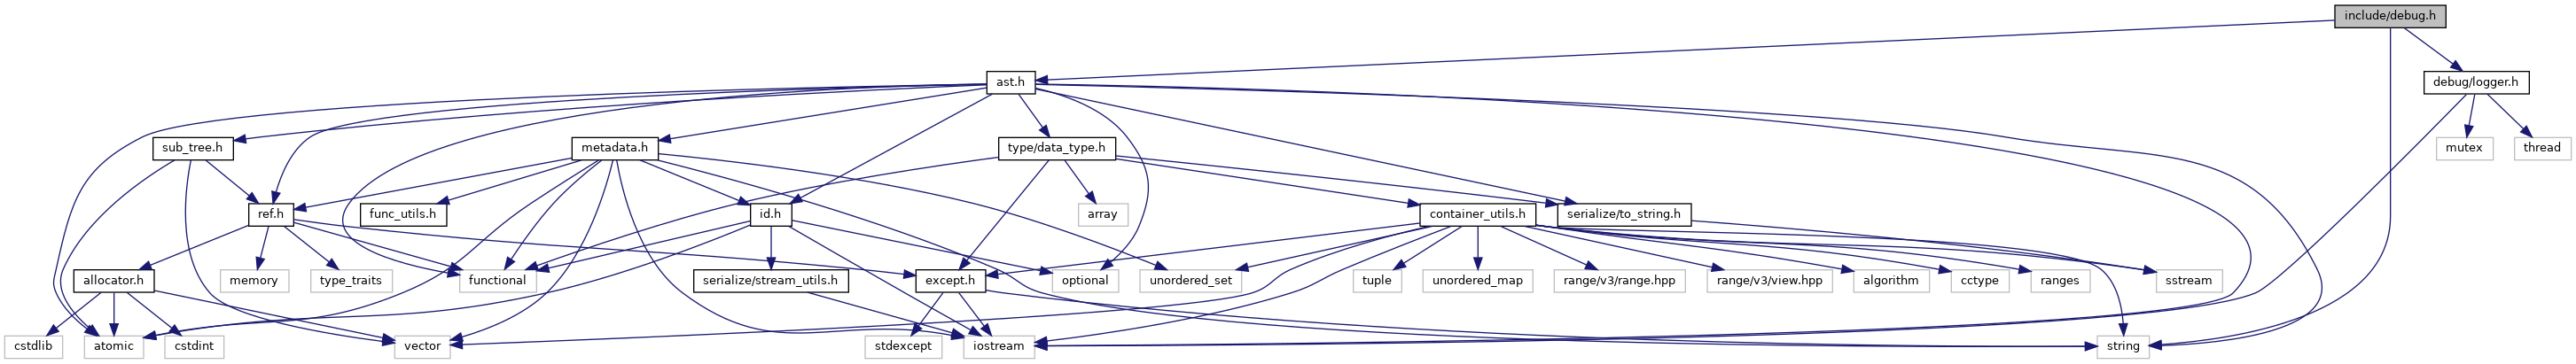 include/debug.h
ast.h
debug/logger.h
sub_tree.h
metadata.h
type/data_type.h
mutex
thread
ref.h
func_utils.h
id.h
array
container_utils.h
serialize/to_string.h
allocator.h
memory
type_traits
functional
serialize/stream_utils.h
except.h
optional
unordered_set
tuple
unordered_map
range/v3/range.hpp
range/v3/view.hpp
algorithm
cctype
ranges
sstream
cstdlib
atomic
cstdint
vector
stdexcept
iostream
string